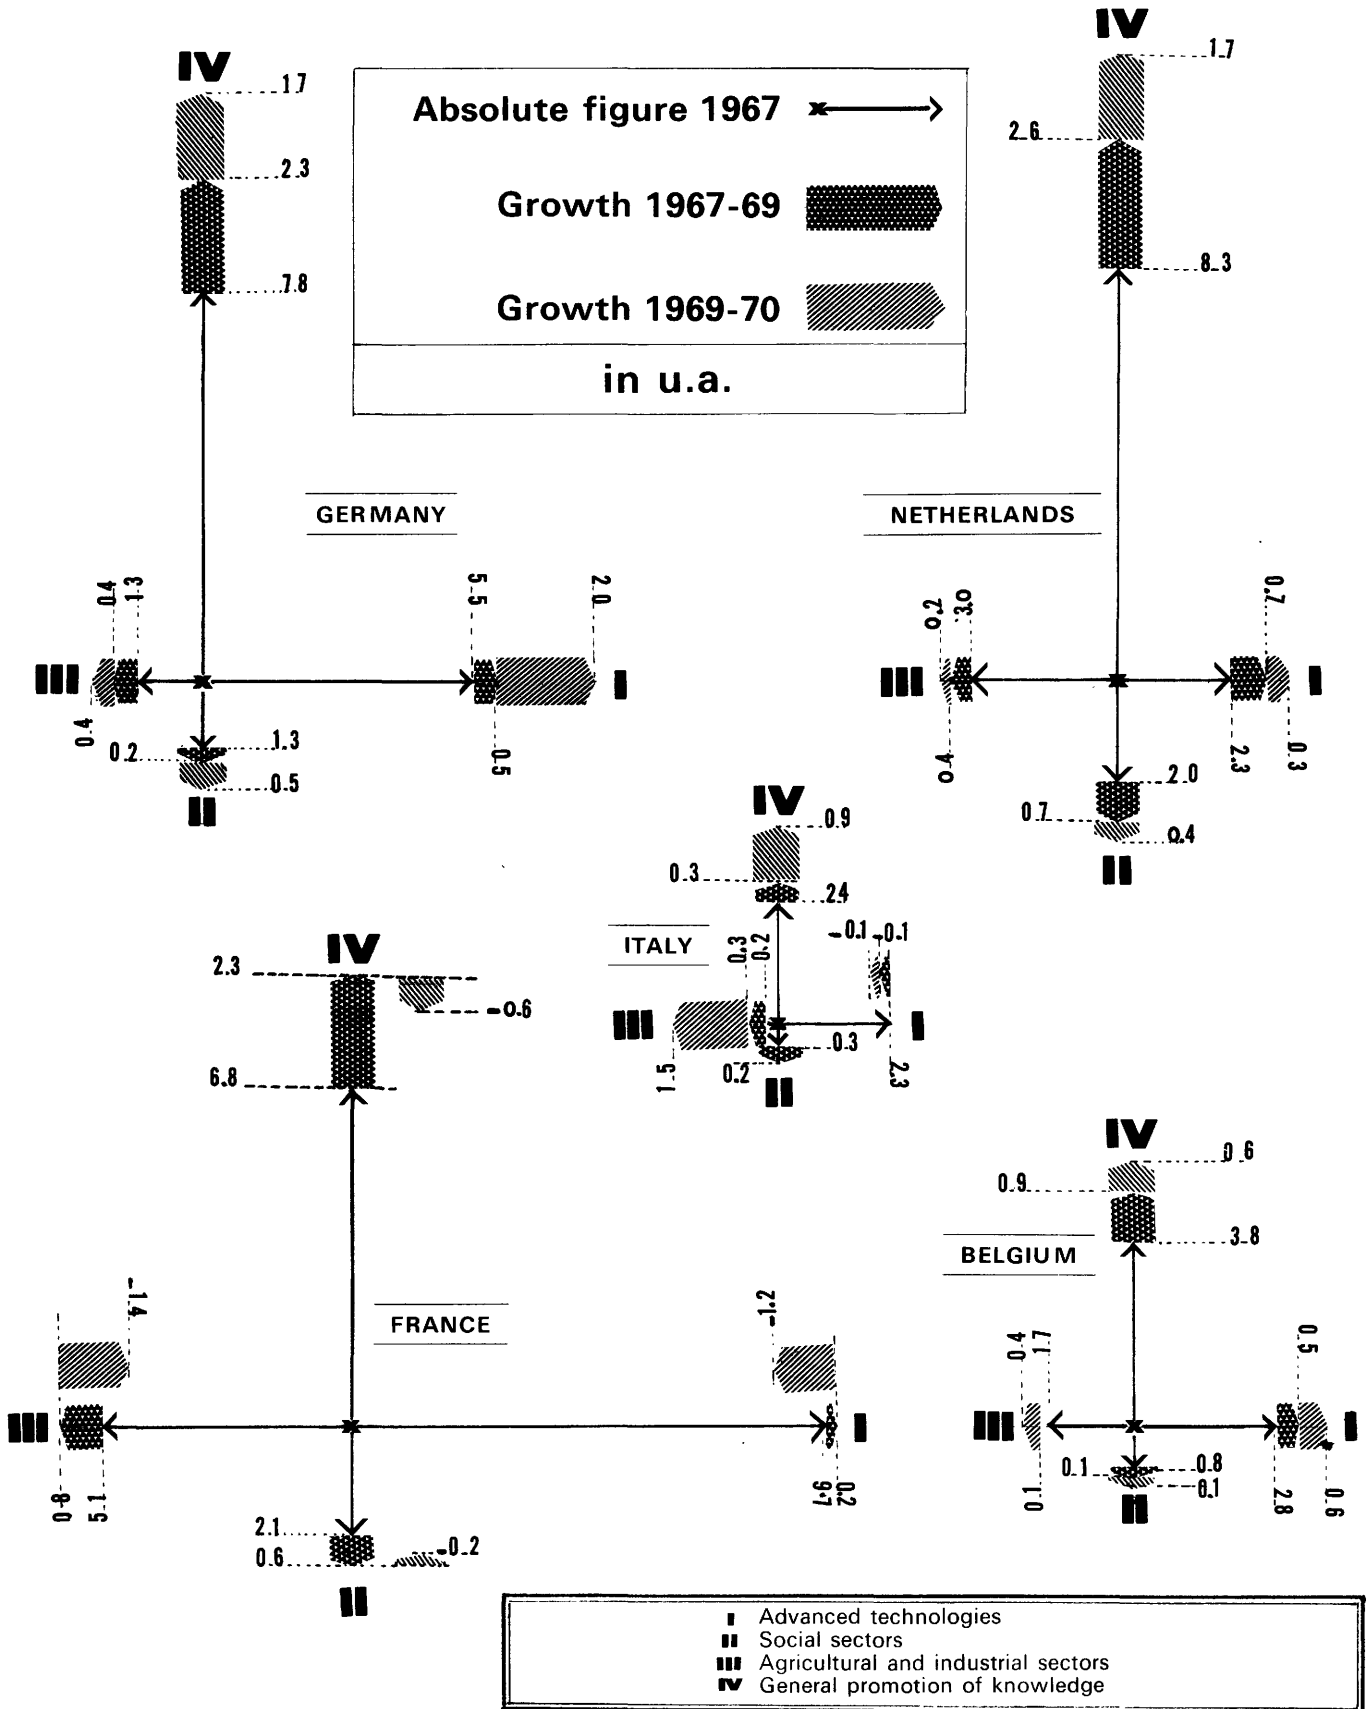 IV
1.7
2.3
7.8
Absolute figure 1967
Growth 1967-69
Growth 1969-70
in u.a.
IV
1.7
2.6
8.3
GERMANY
0.4
1.3
5.5
2.0
III
I
0.4
0.2
1.3
0.5
0.5
II
NETHERLANDS
0.2
3.0
0.7
III
I
0.4
2.3
0.3
2.0
0.7
0.4
II
IV
0.9
0.3
24
ITALY
0.3
0.2
-0.1
-0.1
III
I
1.5
0.3
0.2
2.3
II
IV
2.3
-0.6
6.8
FRANCE
-1.4
-1.2
III
I
0.8
5.1
9.7
0.2
2.1
0.6
-0.2
II
IV
0.6
0.9
3.8
BELGIUM
0.4
1.7
0.5
III
I
0.1
0.1
0.8
0.1
2.8
0.6
II
I Advanced technologies
II Social sectors
III Agricultural and industrial sectors
IV General promotion of knowledge